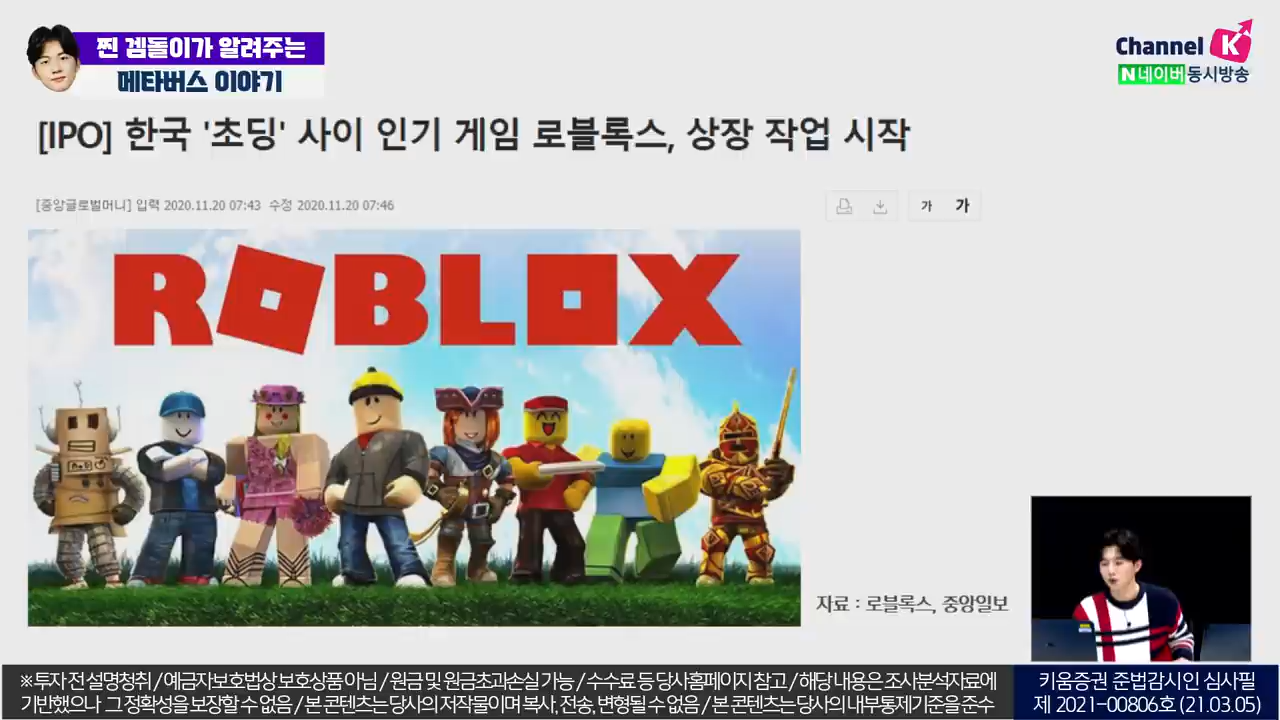 찐 겜돌이가 알려주는
메타버스 이야기
Channel K
N 네이버 동시방송
[IPO] 한국 '초딩' 사이 인기 게임 로블록스, 상장 작업 시작
[중앙글로벌머니] 입력 2020.11.20 07:43 수정 2020.11.20 07:46
가 가
ROBLOX
자료 : 로블록스, 중앙일보
※ 투자 전 설명청취 / 예금자보호법상 보호상품 아님 / 원금 및 원금초과손실 가능 / 수수료 등 당사홈페이지 참고 / 해당 내용은 조사분석자료에
기반했으나 그 정확성을 보장할 수 없음 / 본 콘텐츠는 당사의 저작물이며 복사, 전송, 변형될 수 없음 / 본 콘텐츠는 당사의 내부통제기준을 준수
키움증권 준법감시인 심사필
제 2021-00806호 (21.03.05)